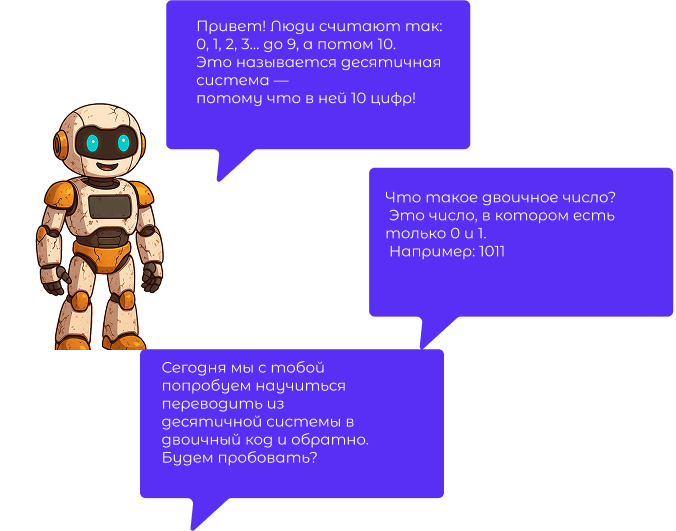 Привет! Люди считают так:
0, 1, 2, 3... до 9, а потом 10.
Это называется десятичная
система —
потому что в ней 10 цифр!
Что такое двоичное число?
Это число, в котором есть
только 0 и 1.
Например: 1011
Сегодня мы с тобой
попробуем научиться
переводить из
десятичной системы в
двоичный код и обратно.
Будем пробовать?